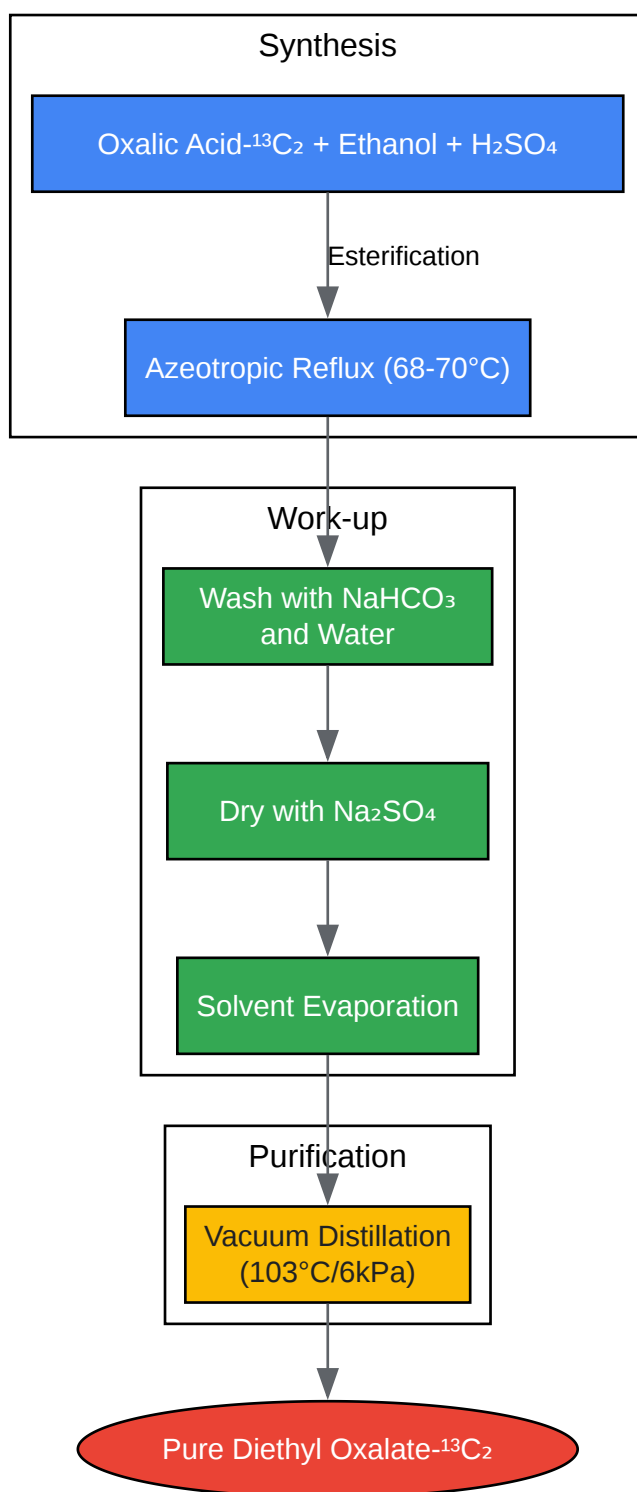 Synthesis
Oxalic Acid-¹³C₂ + Ethanol + H₂SO₄
Esterification
Azeotropic Reflux (68-70°C)
Work-up
Wash with NaHCO₃
and Water
Dry with Na₂SO₄
Solvent Evaporation
Purification
Vacuum Distillation
(103°C/6kPa)
Pure Diethyl Oxalate-¹³C₂